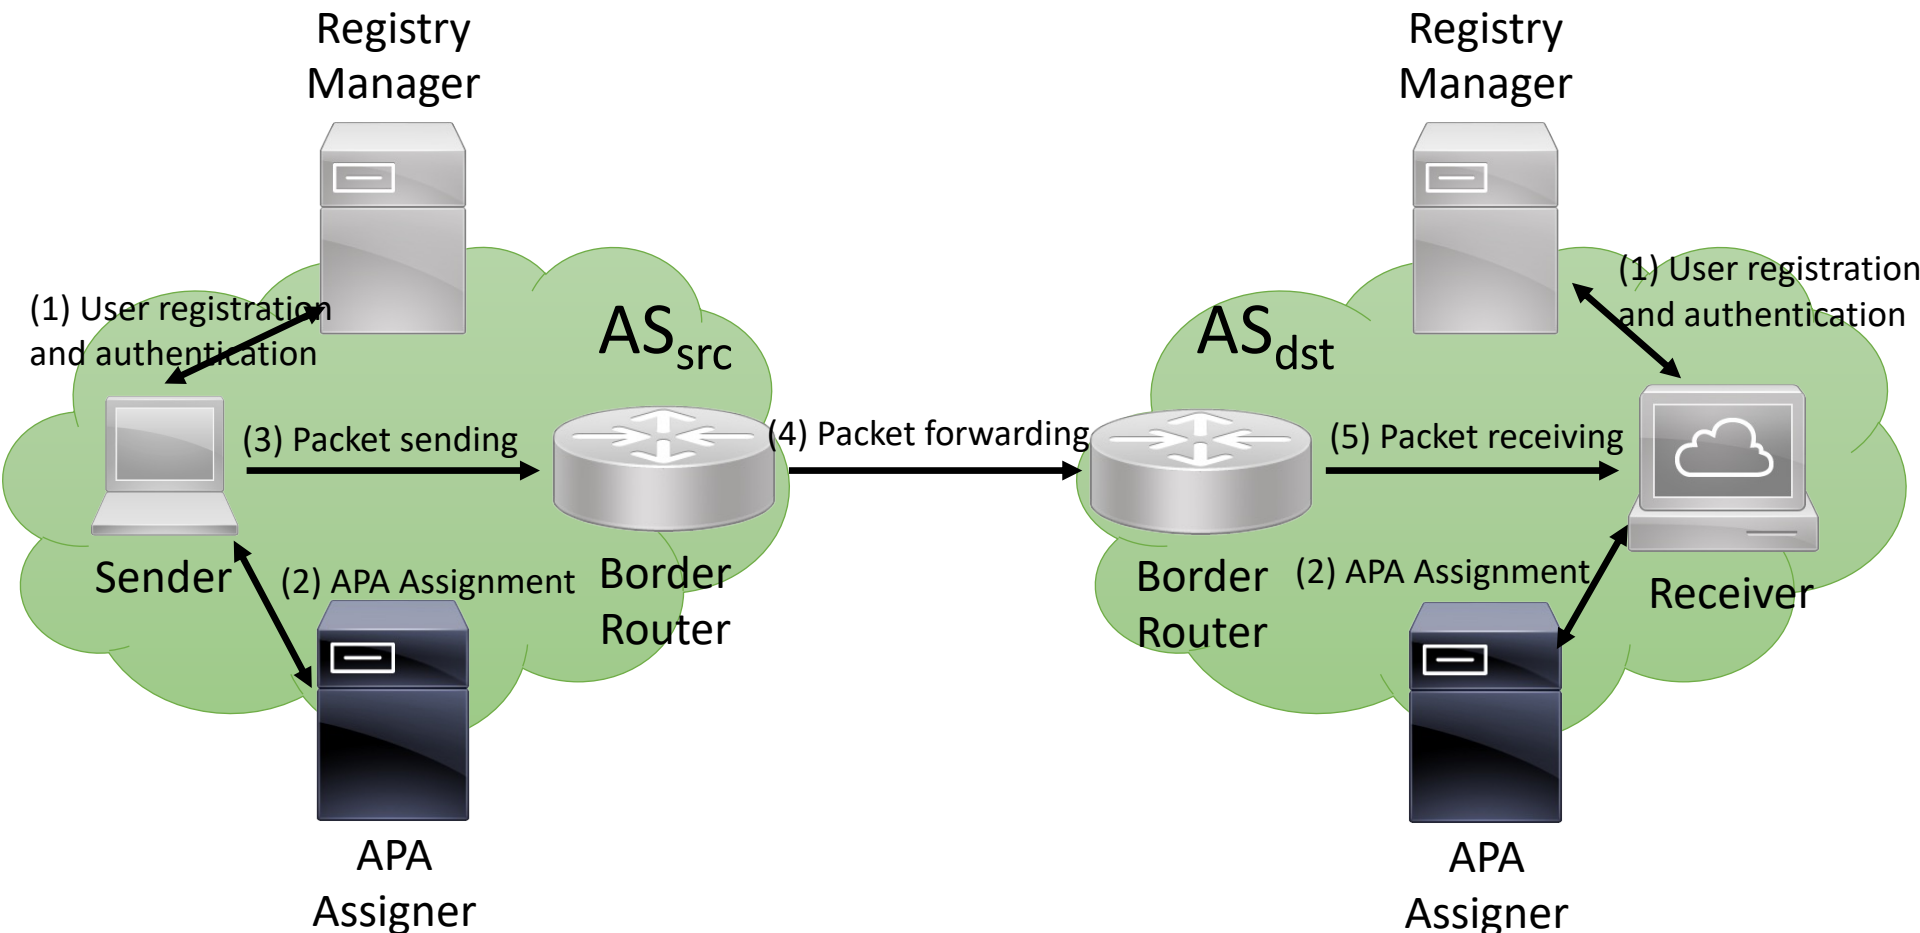 Registry
Manager
Registry
Manager
(1) User registration
and authentication
(1) User registration
and authentication
ASsrc
ASdst
(3) Packet sending
(4) Packet forwarding
(5) Packet receiving
Sender
(2) APA Assignment
Border
Router
Border
Router
(2) APA Assignment
Receiver
APA
Assigner
APA
Assigner